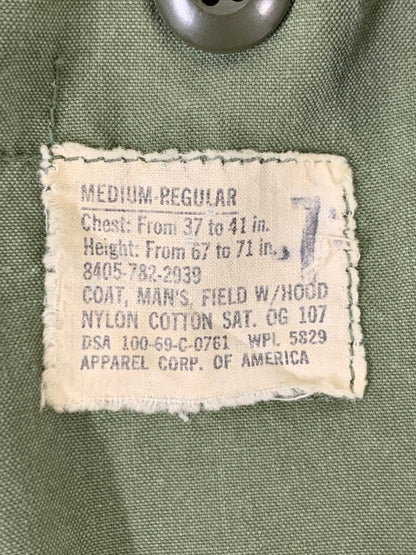 MEDIUM-REGULAR
Chest: From 37 to 41 in.
Height: From 67 to 71 in.
7
8405-782-2939
COAT, MAN'S, FIELD W/HOOD
NYLON COTTON SAT. OG 107
DSA 100-69-C-0761 WPL 5829
APPAREL CORP. OF AMERICA